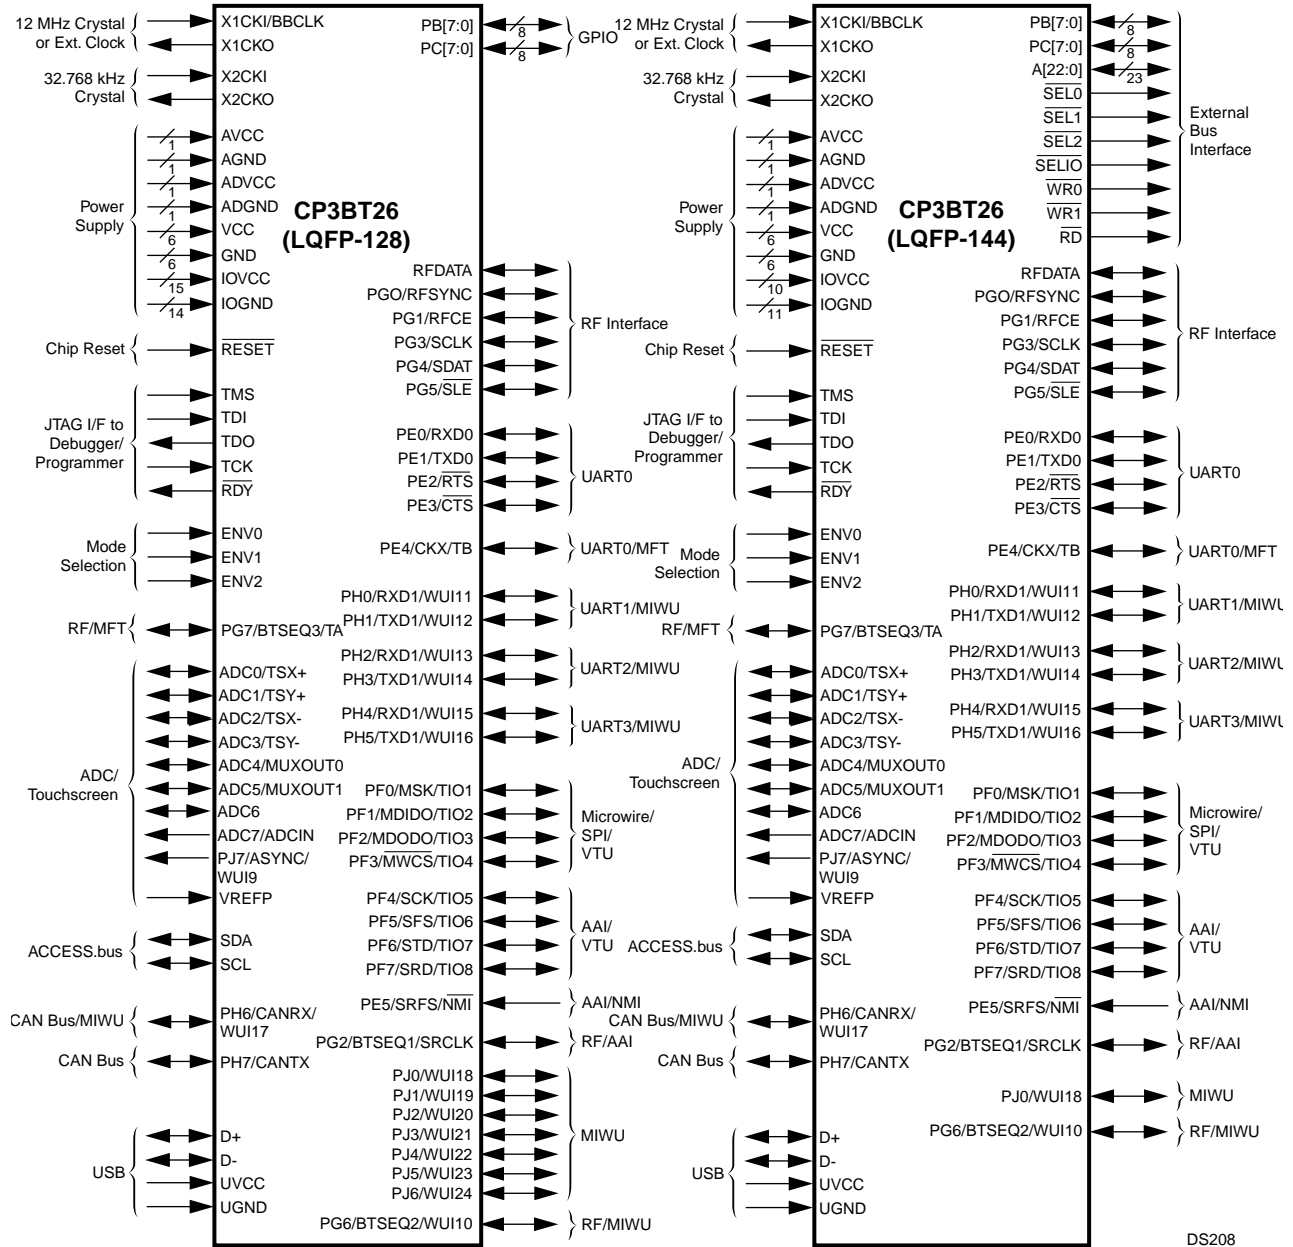 12 MHz Crystal
or Ext. Clock
X1CKI/BBCLK
X1CKO
32.768 kHz
Crystal
X2CKI
X2CKO
Power
Supply
AVCC
1
AGND
1
ADVCC
1
ADGND
1
VCC
6
GND
6
IOVCC
15
IOGND
14
Chip Reset
RESET
JTAG I/F to
Debugger/
Programmer
TMS
TDI
TDO
TCK
RDY
Mode
Selection
ENV0
ENV1
ENV2
RF/MFT
PG7/BTSEQ3/TA
ADC/
Touchscreen
ADC0/TSX+
ADC1/TSY+
ADC2/TSX-
ADC3/TSY-
ADC4/MUXOUT0
ADC5/MUXOUT1
ADC6
ADC7/ADCIN
PJ7/ASYNC/
WUI9
VREFP
ACCESS.bus
SDA
SCL
CAN Bus/MIWU
PH6/CANRX/
WUI17
CAN Bus
PH7/CANTX
USB
D+
D-
UVCC
UGND
CP3BT26
(LQFP-128)
PB[7:0]
8
PC[7:0]
8
GPIO
RFDATA
PGO/RFSYNC
PG1/RFCE
PG3/SCLK
PG4/SDAT
PG5/SLE
RF Interface
PE0/RXD0
PE1/TXD0
PE2/RTS
PE3/CTS
UART0
PE4/CKX/TB
UART0/MFT
PH0/RXD1/WUI11
PH1/TXD1/WUI12
UART1/MIWU
PH2/RXD1/WUI13
PH3/TXD1/WUI14
UART2/MIWU
PH4/RXD1/WUI15
PH5/TXD1/WUI16
UART3/MIWU
PF0/MSK/TIO1
PF1/MDIDO/TIO2
PF2/MDODO/TIO3
PF3/MWCS/TIO4
Microwire/
SPI/
VTU
PF4/SCK/TIO5
PF5/SFS/TIO6
PF6/STD/TIO7
PF7/SRD/TIO8
AAI/
VTU
PE5/SRFS/NMI
AAI/NMI
PG2/BTSEQ1/SRCLK
RF/AAI
PJ0/WUI18
PJ1/WUI19
PJ2/WUI20
PJ3/WUI21
PJ4/WUI22
PJ5/WUI23
PJ6/WUI24
MIWU
PG6/BTSEQ2/WUI10
RF/MIWU
12 MHz Crystal
or Ext. Clock
X1CKI/BBCLK
X1CKO
32.768 kHz
Crystal
X2CKI
X2CKO
Power
Supply
AVCC
1
AGND
1
ADVCC
1
ADGND
1
VCC
6
GND
6
IOVCC
10
IOGND
11
Chip Reset
RESET
JTAG I/F to
Debugger/
Programmer
TMS
TDI
TDO
TCK
RDY
Mode
Selection
ENV0
ENV1
ENV2
RF/MFT
PG7/BTSEQ3/TA
ADC/
Touchscreen
ADC0/TSX+
ADC1/TSY+
ADC2/TSX-
ADC3/TSY-
ADC4/MUXOUT0
ADC5/MUXOUT1
ADC6
ADC7/ADCIN
PJ7/ASYNC/
WUI9
VREFP
ACCESS.bus
SDA
SCL
CAN Bus/MIWU
PH6/CANRX/
WUI17
CAN Bus
PH7/CANTX
USB
D+
D-
UVCC
UGND
CP3BT26
(LQFP-144)
PB[7:0]
8
PC[7:0]
8
A[22:0]
23
SEL0
SEL1
SEL2
SELIO
WR0
WR1
RD
External
Bus
Interface
RFDATA
PGO/RFSYNC
PG1/RFCE
PG3/SCLK
PG4/SDAT
PG5/SLE
RF Interface
PE0/RXD0
PE1/TXD0
PE2/RTS
PE3/CTS
UART0
PE4/CKX/TB
UART0/MFT
PH0/RXD1/WUI11
PH1/TXD1/WUI12
UART1/MIWU
PH2/RXD1/WUI13
PH3/TXD1/WUI14
UART2/MIWU
PH4/RXD1/WUI15
PH5/TXD1/WUI16
UART3/MIWU
PF0/MSK/TIO1
PF1/MDIDO/TIO2
PF2/MDODO/TIO3
PF3/MWCS/TIO4
Microwire/
SPI/
VTU
PF4/SCK/TIO5
PF5/SFS/TIO6
PF6/STD/TIO7
PF7/SRD/TIO8
AAI/
VTU
PE5/SRFS/NMI
AAI/NMI
PG2/BTSEQ1/SRCLK
RF/AAI
PJ0/WUI18
MIWU
PG6/BTSEQ2/WUI10
RF/MIWU
DS208